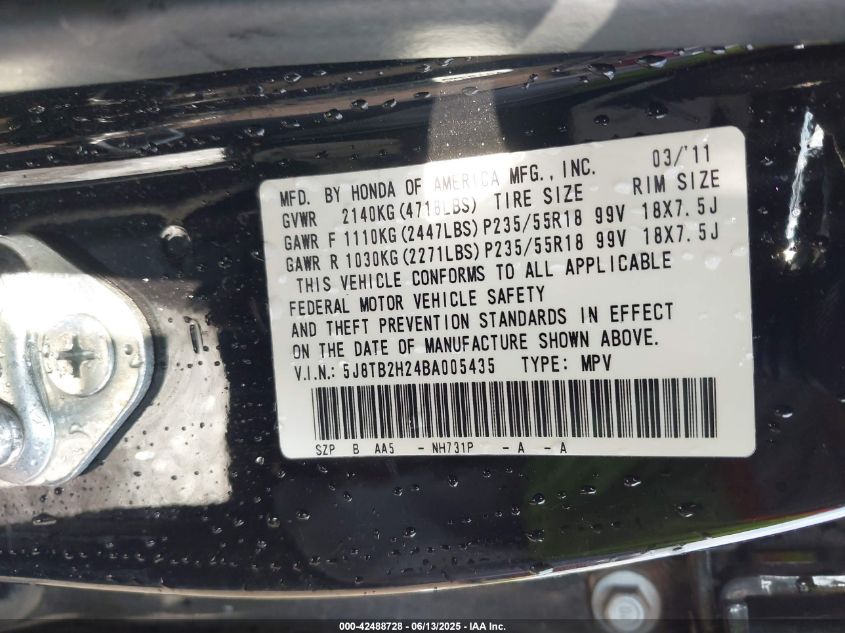 MFD. BY HONDA OF AMERICA MFG., INC. 03/'11
GVWR 2140KG(4718LBS) TIRE SIZE RIM SIZE
GAWR F 1110KG(2447LBS) P235/55R18 99V 18X7.5J
GAWR R 1030KG(2271LBS) P235/55R18 99V 18X7.5J
THIS VEHICLE CONFORMS TO ALL APPLICABLE
FEDERAL MOTOR VEHICLE SAFETY
AND THEFT PREVENTION STANDARDS IN EFFECT
ON THE DATE OF MANUFACTURE SHOWN ABOVE.
V.I.N.: 5J8TB2H24BA005435 TYPE: MPV
SZP B AA5 - NH731P - A - A
000-42488728 - 06/13/2025 - IAA Inc.